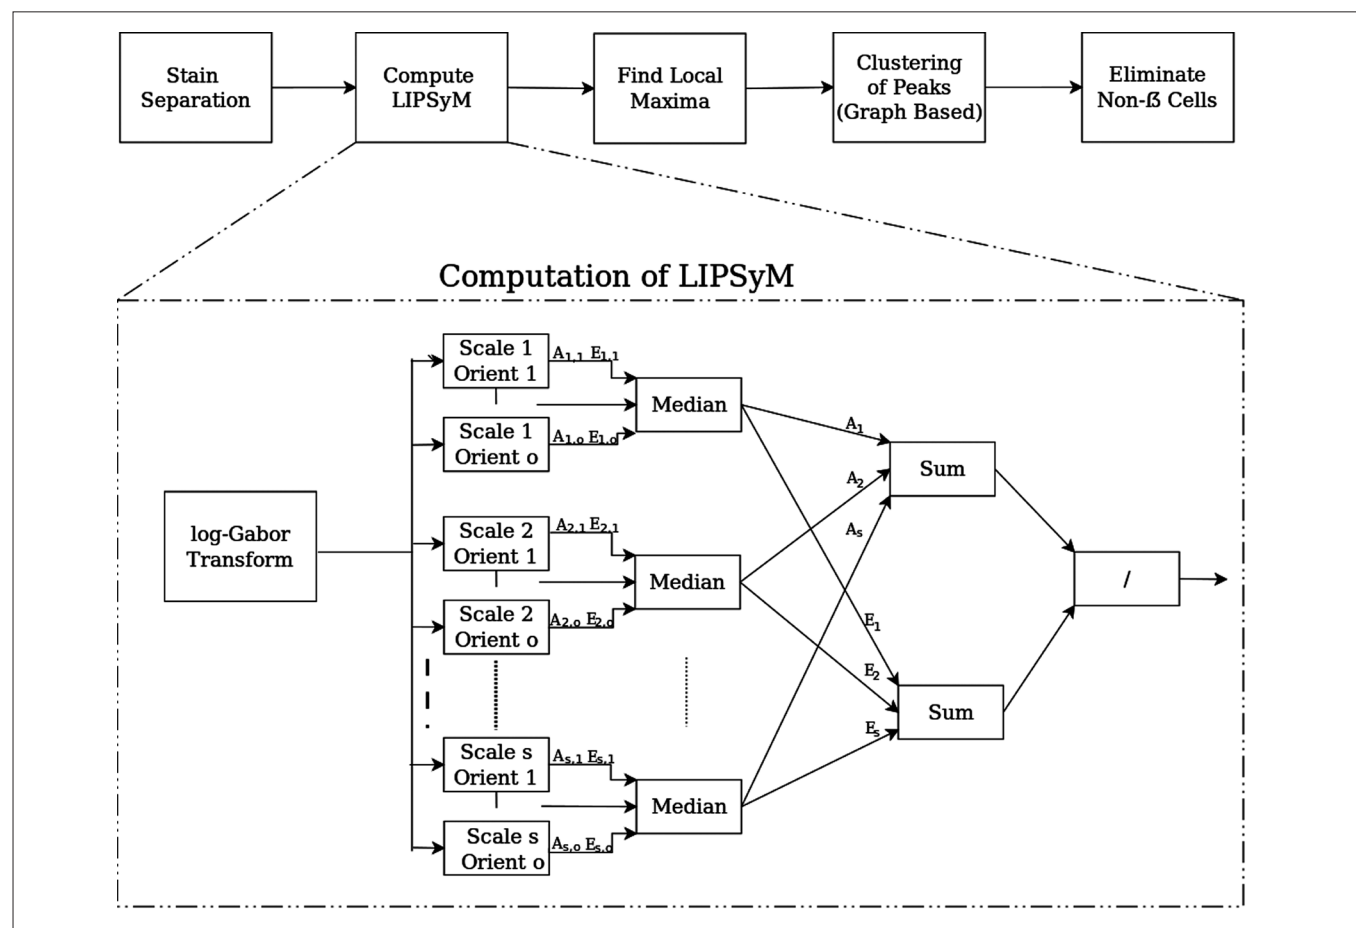 Stain
Separation
Compute
LIPSyM
Find Local
Maxima
Clustering
of Peaks
(Graph Based)
Eliminate
Non-ß Cells
Computation of LIPSyM
log-Gabor
Transform
Scale 1
Orient 1
A1,1 E1,1
Scale 1
Orient o
A1,o E1,o
Median
Scale 2
Orient 1
A2,1 E2,1
Scale 2
Orient o
A2,o E2,o
Median
Scale s
Orient 1
As,1 Es,1
Scale s
Orient o
As,o Es,o
Median
A1
A2
As
Sum
E1
E2
Es
Sum
/